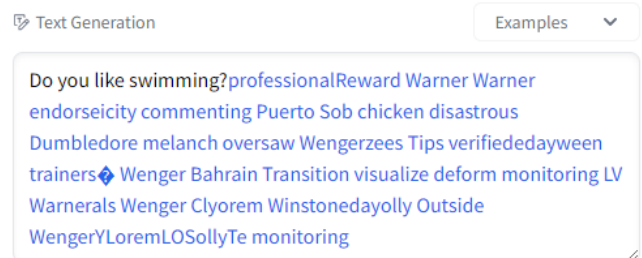 Text Generation
Examples
Do you like swimming?professionalReward Warner Warner
endorseicity commenting Puerto Sob chicken disastrous
Dumbledore melanch oversaw Wengerzees Tips verifiededayween
trainers� Wenger Bahrain Transition visualize deform monitoring LV
Warnerals Wenger Clyorem Winstonedayolly Outside
WengerYLoremLOSollyTe monitoring